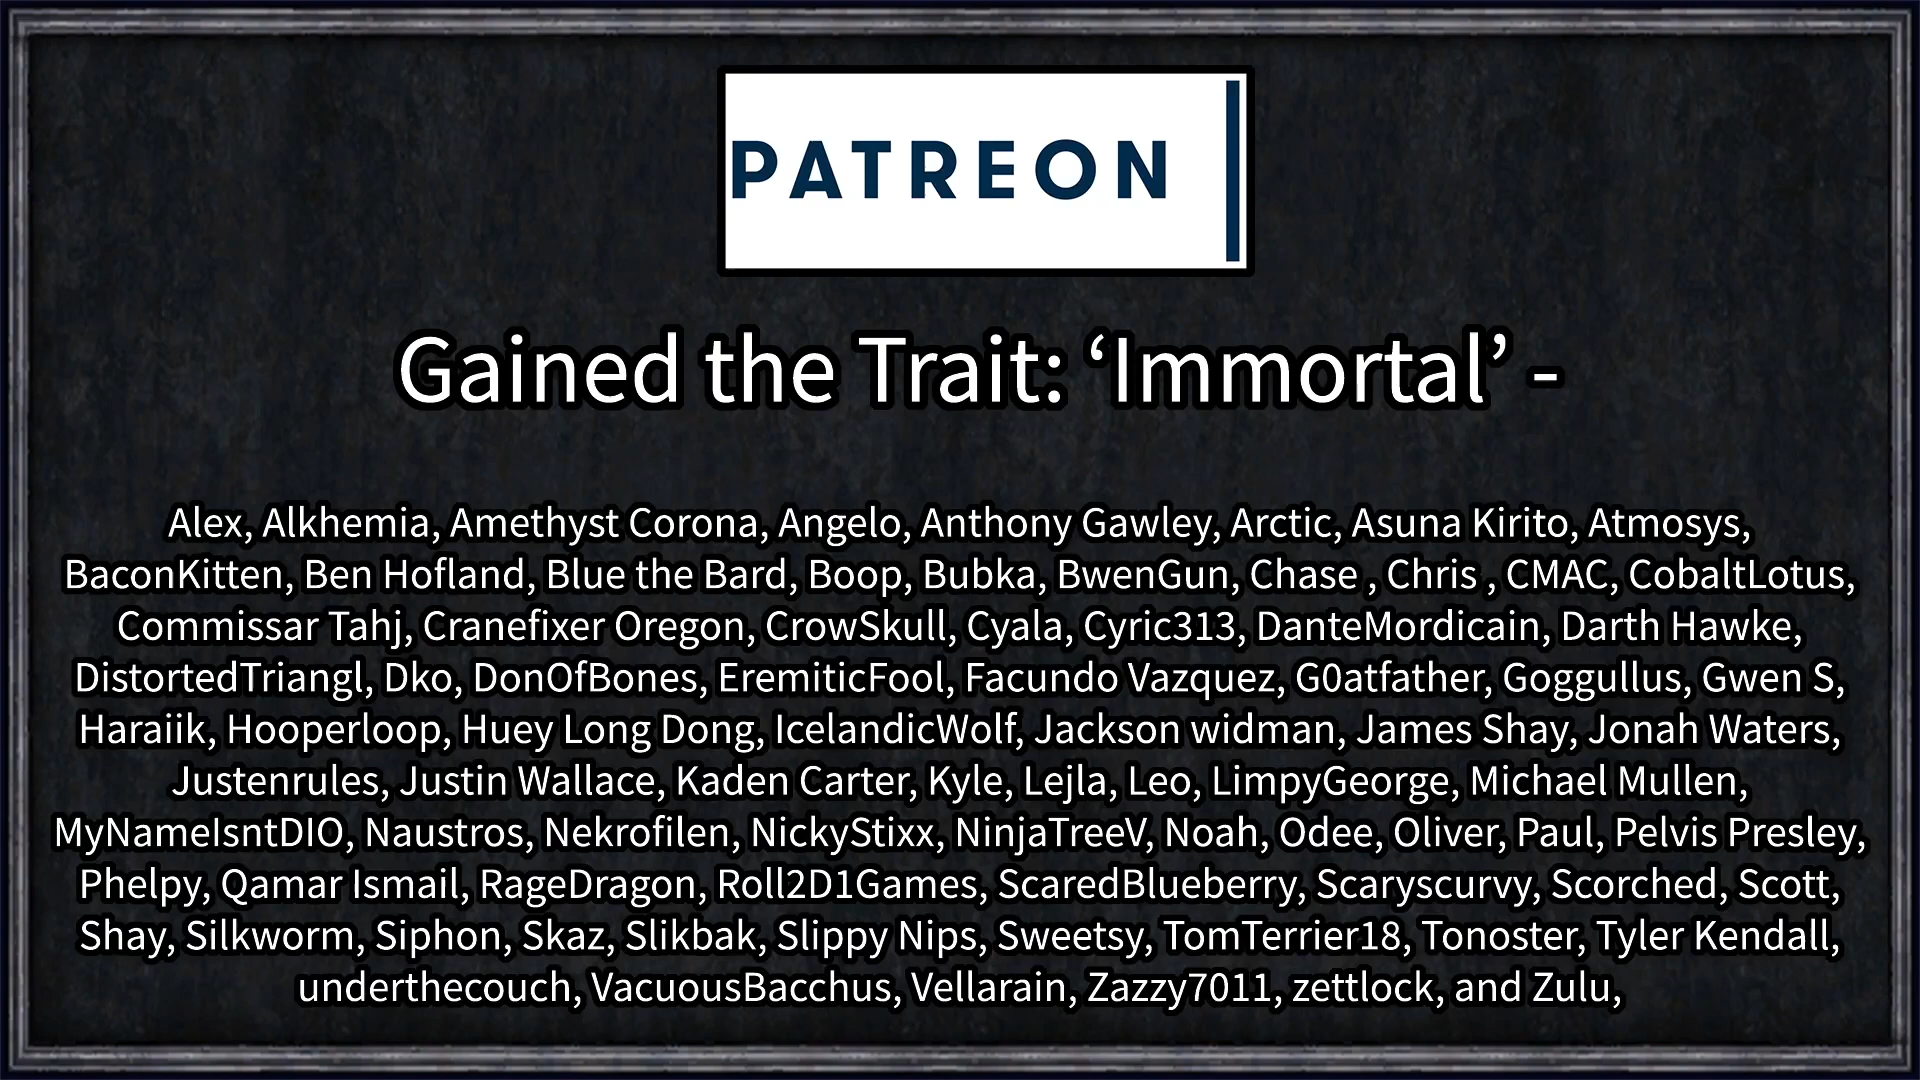 PATREON
Gained the Trait: ‘Immortal’ -
Alex, Alkhemia, Amethyst Corona, Angelo, Anthony Gawley, Arctic, Asuna Kirito, Atmosys,
BaconKitten, Ben Hofland, Blue the Bard, Boop, Bubka, BwenGun, Chase , Chris , CMAC, CobaltLotus,
Commissar Tahj, Cranefixer Oregon, CrowSkull, Cyala, Cyric313, DanteMordicain, Darth Hawke,
DistortedTriangl, Dko, DonOfBones, EremiticFool, Facundo Vazquez, G0atfather, Goggullus, Gwen S,
Haraiik, Hooperloop, Huey Long Dong, IcelandicWolf, Jackson widman, James Shay, Jonah Waters,
Justenrules, Justin Wallace, Kaden Carter, Kyle, Lejla, Leo, LimpyGeorge, Michael Mullen,
MyNameIsntDIO, Naustros, Nekrofilen, NickyStixx, NinjaTreeV, Noah, Odee, Oliver, Paul, Pelvis Presley,
Phelpy, Qamar Ismail, RageDragon, Roll2D1Games, ScaredBlueberry, Scaryscurvy, Scorched, Scott,
Shay, Silkworm, Siphon, Skaz, Slikbak, Slippy Nips, Sweetsy, TomTerrier18, Tonoster, Tyler Kendall,
underthecouch, VacuousBacchus, Vellarain, Zazzy7011, zettlock, and Zulu,